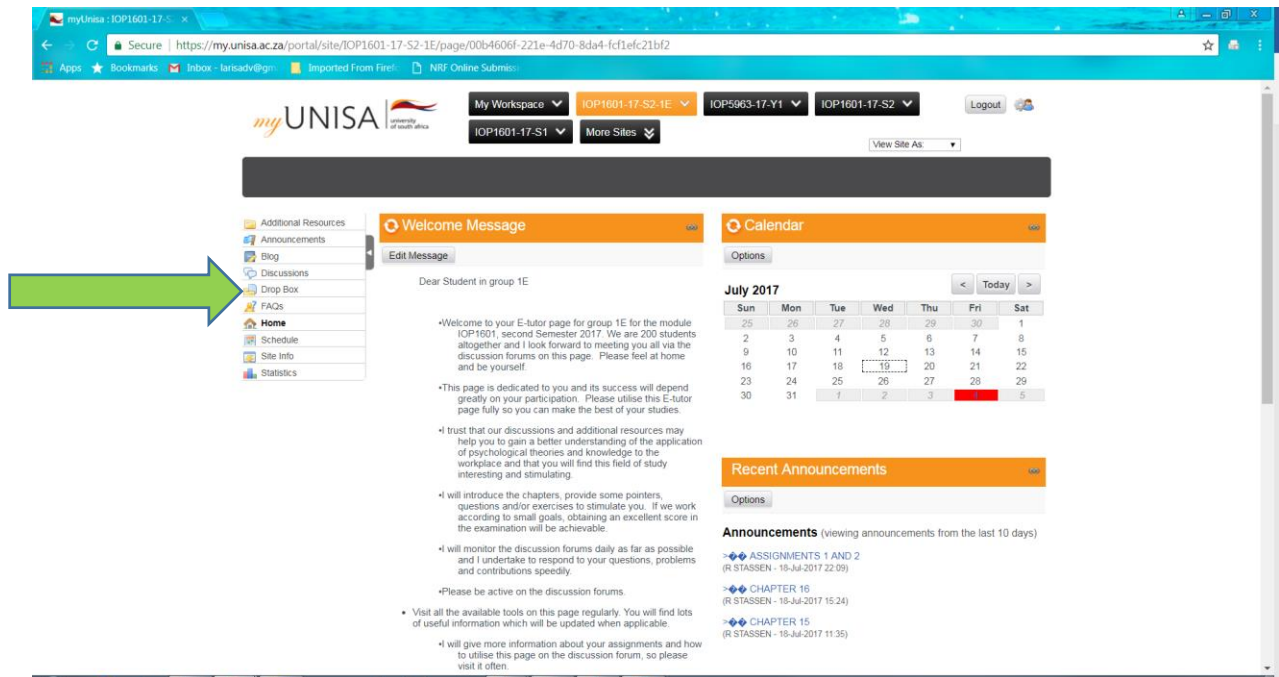 myUnisa : IOP1601-17-S
Secure | https://my.unisa.ac.za/portal/site/IOP1601-17-S2-1E/page/00b4606f-221e-4d70-8da4-fcf1efc21bf2
Apps Bookmarks Inbox - larisadv@gm Imported From Firefo NRF Online Submissi
myUNISA university of south africa
My Workspace IOP1601-17-S2-1E IOP5963-17-Y1 IOP1601-17-S2 Logout
IOP1601-17-S1 More Sites
View Site As:
Additional Resources
Announcements
Blog
Discussions
Drop Box
FAQs
Home
Schedule
Site Info
Statistics
Welcome Message
Edit Message
Dear Student in group 1E
•Welcome to your E-tutor page for group 1E for the module
IOP1601, second Semester 2017. We are 200 students
altogether and I look forward to meeting you all via the
discussion forums on this page. Please feel at home
and be yourself.
•This page is dedicated to you and its success will depend
greatly on your participation. Please utilise this E-tutor
page fully so you can make the best of your studies.
•I trust that our discussions and additional resources may
help you to gain a better understanding of the application
of psychological theories and knowledge to the
workplace and that you will find this field of study
interesting and stimulating.
•I will introduce the chapters, provide some pointers,
questions and/or exercises to stimulate you. If we work
according to small goals, obtaining an excellent score in
the examination will be achievable.
•I will monitor the discussion forums daily as far as possible
and I undertake to respond to your questions, problems
and contributions speedily.
•Please be active on the discussion forums.
• Visit all the available tools on this page regularly. You will find lots
of useful information which will be updated when applicable.
•I will give more information about your assignments and how
to utilise this page on the discussion forum, so please
visit it often.
Calendar
Options
July 2017 < Today >
Sun Mon Tue Wed Thu Fri Sat
25 26 27 28 29 30 1
2 3 4 5 6 7 8
9 10 11 12 13 14 15
16 17 18 19 20 21 22
23 24 25 26 27 28 29
30 31 1 2 3 4 5
Recent Announcements
Options
Announcements (viewing announcements from the last 10 days)
>�� ASSIGNMENTS 1 AND 2
(R STASSEN - 18-Jul-2017 22:09)
>�� CHAPTER 16
(R STASSEN - 18-Jul-2017 15:24)
>�� CHAPTER 15
(R STASSEN - 18-Jul-2017 11:35)